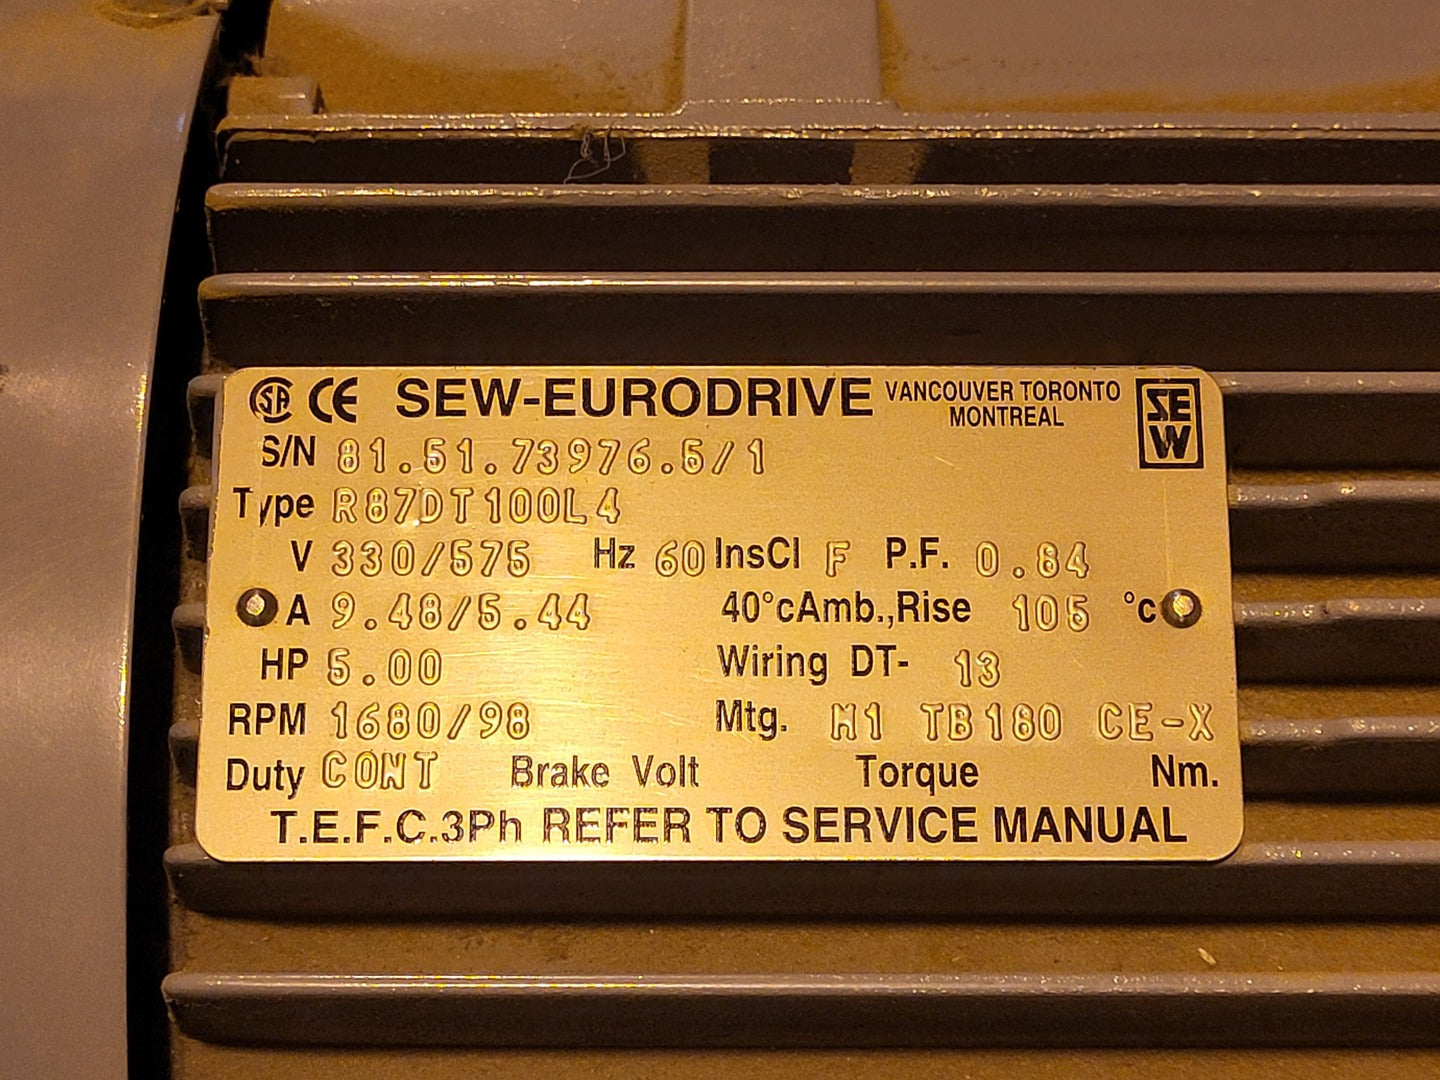 CSA CE SEW-EURODRIVE VANCOUVER TORONTO MONTREAL SEW
S/N 81.51.73976.5/1
Type R87DT100L4
V 330/575 Hz 60 InsCl F P.F. 0.84
A 9.48/5.44 40°cAmb.,Rise 105 °c
HP 5.00 Wiring DT- 13
RPM 1680/98 Mtg. M1 TB180 CE-X
Duty CONT Brake Volt Torque Nm.
T.E.F.C.3Ph REFER TO SERVICE MANUAL